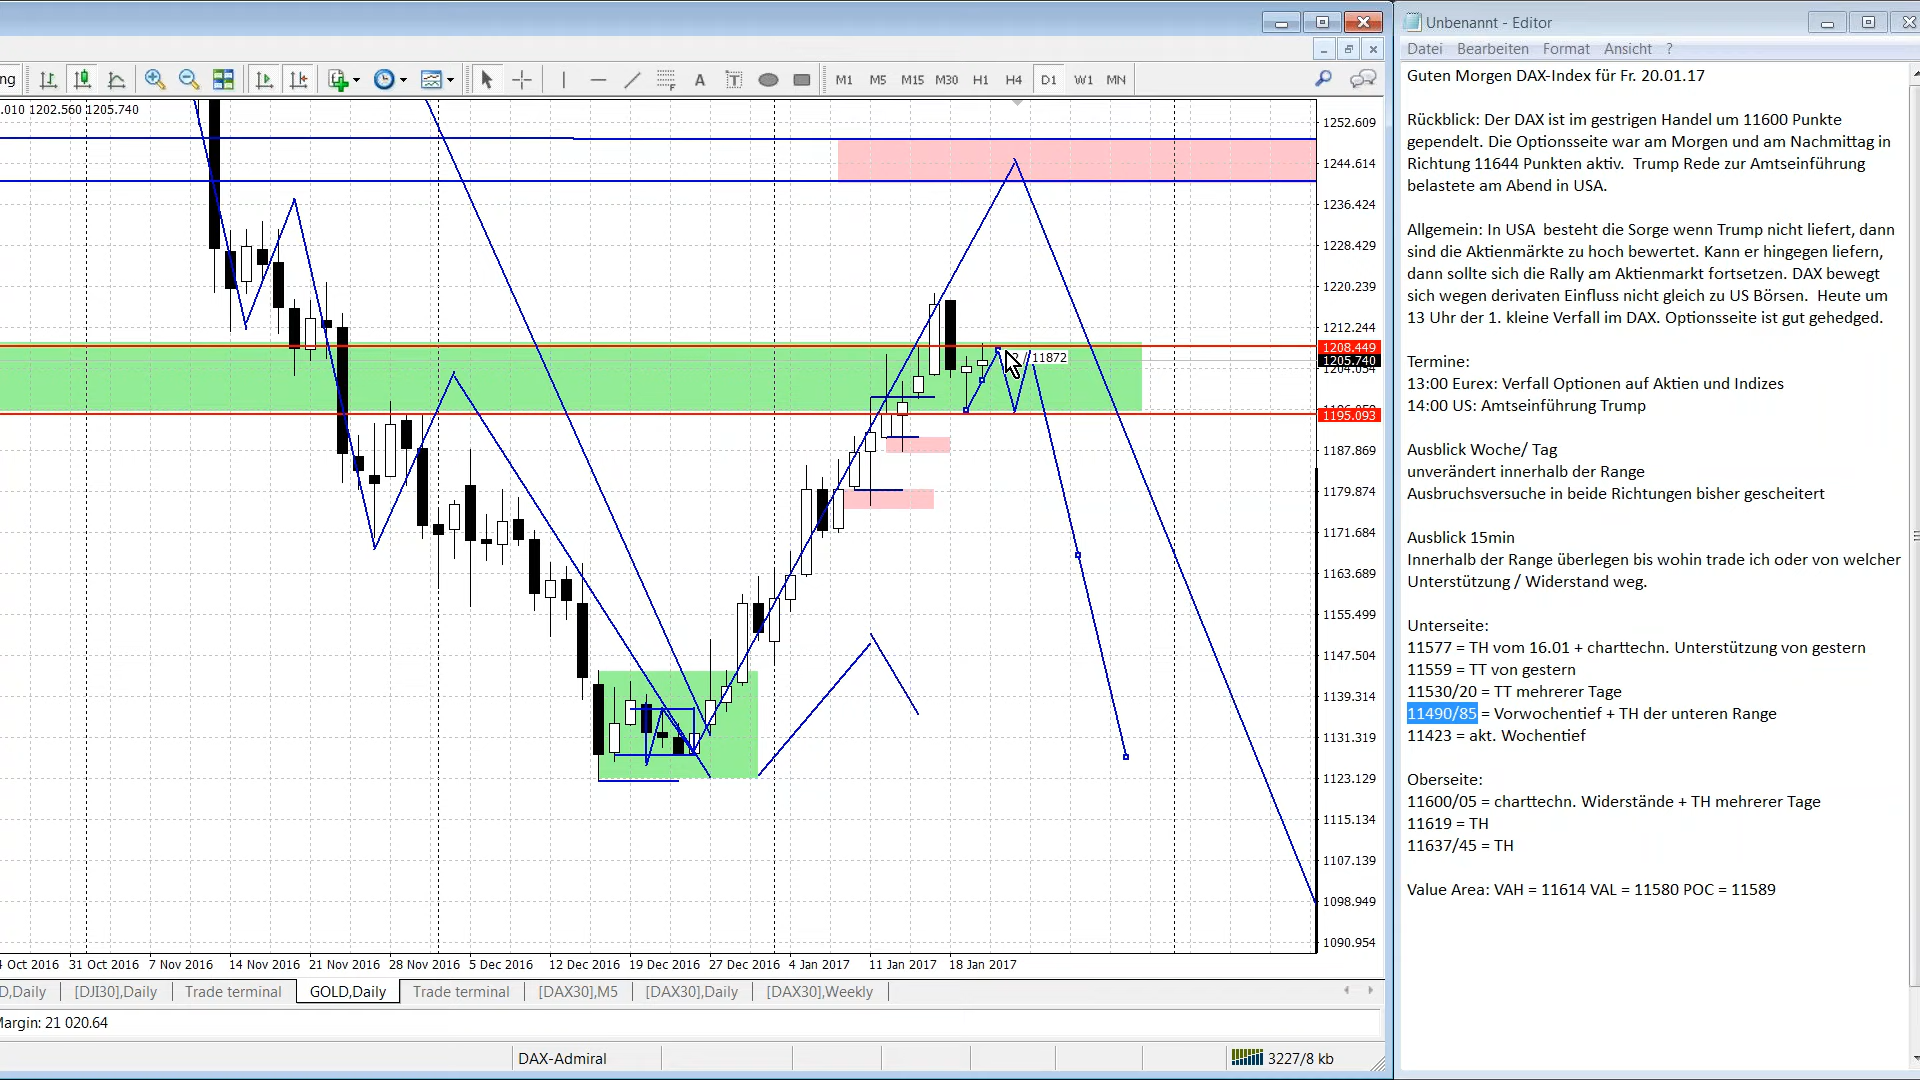 Unbenannt - Editor
ng
M1 M5 M15 M30 H1 H4 D1 W1 MN
.010 1202.560 1205.740
1252.609
1244.614
1236.424
1228.429
1220.239
1212.244
1208.449
1205.740
1204.054
1195.093
1187.869
1179.874
1171.684
1163.689
1155.499
1147.504
1139.314
1131.319
1123.129
1115.134
1107.139
1098.949
1090.954
2 / 11872
4 Oct 2016 31 Oct 2016 7 Nov 2016 14 Nov 2016 21 Nov 2016 28 Nov 2016 5 Dec 2016 12 Dec 2016 19 Dec 2016 27 Dec 2016 4 Jan 2017 11 Jan 2017 18 Jan 2017
D,Daily [DJI30],Daily Trade terminal GOLD,Daily Trade terminal [DAX30],M5 [DAX30],Daily [DAX30],Weekly
Margin: 21 020.64
DAX-Admiral
3227/8 kb
Datei Bearbeiten Format Ansicht ?
Guten Morgen DAX-Index für Fr. 20.01.17
Rückblick: Der DAX ist im gestrigen Handel um 11600 Punkte
gependelt. Die Optionsseite war am Morgen und am Nachmittag in
Richtung 11644 Punkten aktiv. Trump Rede zur Amtseinführung
belastete am Abend in USA.
Allgemein: In USA besteht die Sorge wenn Trump nicht liefert, dann
sind die Aktienmärkte zu hoch bewertet. Kann er hingegen liefern,
dann sollte sich die Rally am Aktienmarkt fortsetzen. DAX bewegt
sich wegen derivaten Einfluss nicht gleich zu US Börsen. Heute um
13 Uhr der 1. kleine Verfall im DAX. Optionsseite ist gut gehedged.
Termine:
13:00 Eurex: Verfall Optionen auf Aktien und Indizes
14:00 US: Amtseinführung Trump
Ausblick Woche/ Tag
unverändert innerhalb der Range
Ausbruchsversuche in beide Richtungen bisher gescheitert
Ausblick 15min
Innerhalb der Range überlegen bis wohin trade ich oder von welcher
Unterstützung / Widerstand weg.
Unterseite:
11577 = TH vom 16.01 + charttechn. Unterstützung von gestern
11559 = TT von gestern
11530/20 = TT mehrerer Tage
11490/85 = Vorwochentief + TH der unteren Range
11423 = akt. Wochentief
Oberseite:
11600/05 = charttechn. Widerstände + TH mehrerer Tage
11619 = TH
11637/45 = TH
Value Area: VAH = 11614 VAL = 11580 POC = 11589